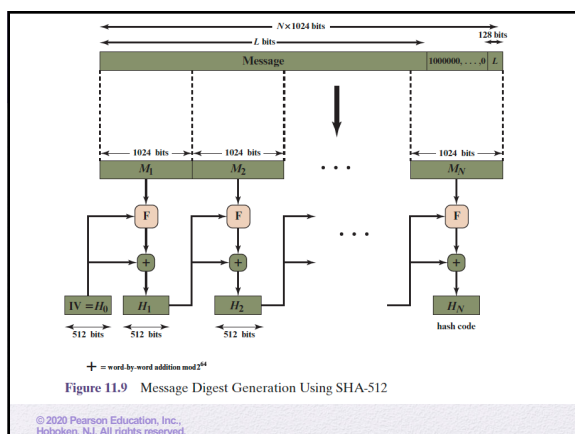 N×1024 bits
L bits
128 bits
Message 1000000, . . . ,0 L
1024 bits 1024 bits 1024 bits
M1 M2 . . . MN
F F F
. . .
+ + +
IV =H0 H1 H2 HN
512 bits 512 bits 512 bits hash code
+ = word-by-word addition mod 2^64
Figure 11.9 Message Digest Generation Using SHA-512
© 2020 Pearson Education, Inc.,
Hoboken, NJ. All rights reserved.